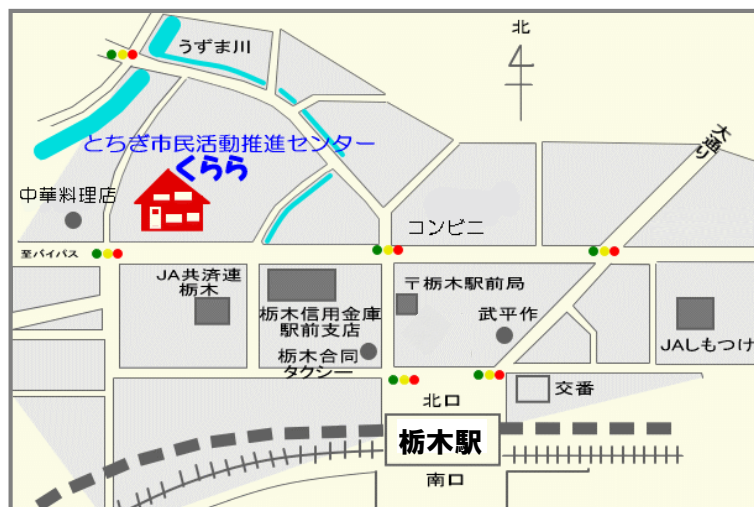 うずま川
北
大通り
とちぎ市民活動推進センター
くらら
中華料理店
コンビニ
至バイパス
JA共済連
栃木
栃木信用金庫
駅前支店
〒栃木駅前局
武平作
JAしもつけ
栃木合同
タクシー
交番
北口
栃木駅
南口